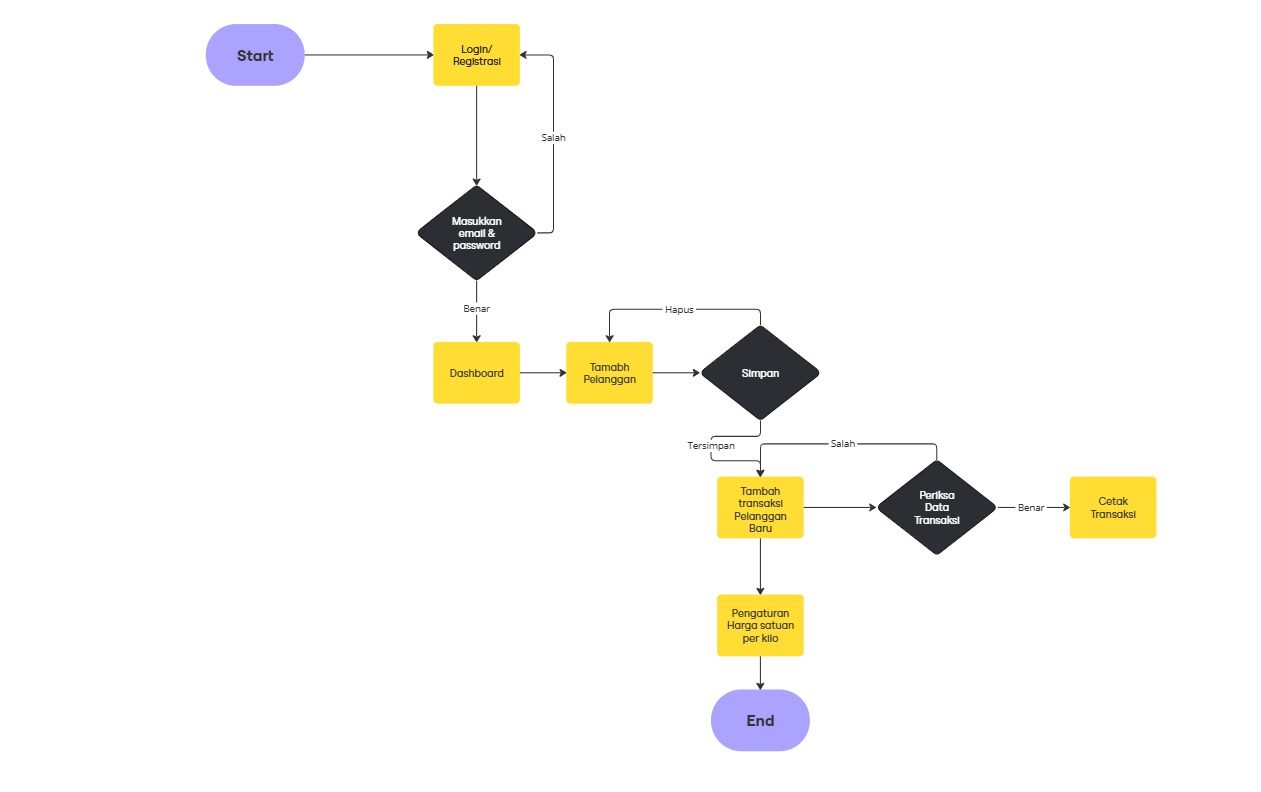 Start
Login/
Registrasi
Salah
Masukkan
email &
password
Benar
Hapus
Dashboard
Tamabh
Pelanggan
Simpan
Tersimpan
Salah
Tambah
transaksi
Pelanggan
Baru
Periksa
Data
Transaksi
Benar
Cetak
Transaksi
Pengaturan
Harga satuan
per kilo
End